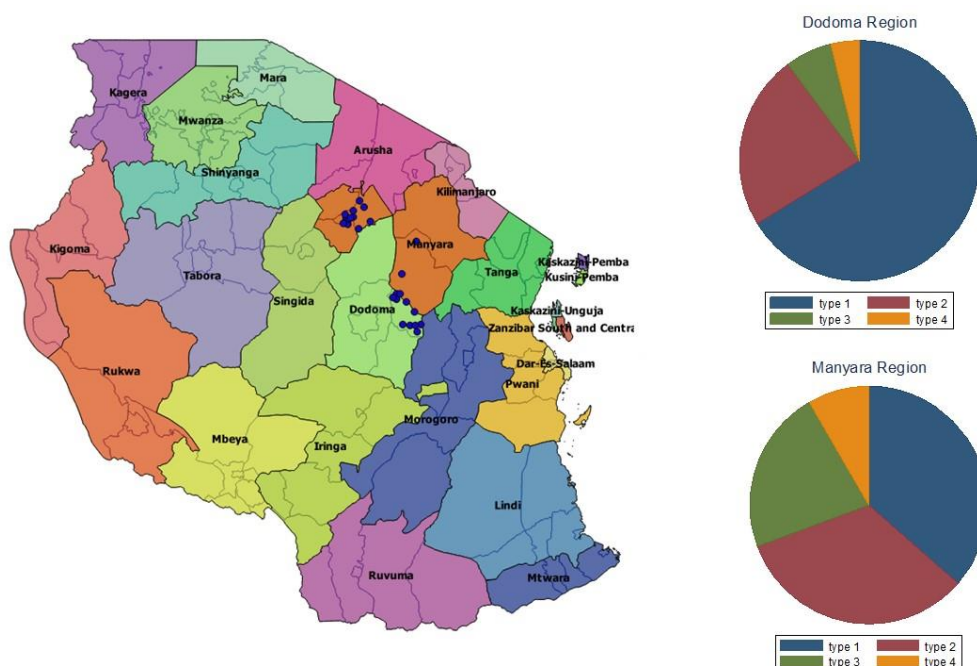 Dodoma Region
Mara
Kagera
Mwanza
Arusha
Shinyanga
Kilimanjaro
Kigoma
Manyara
Tabora
Tanga
Kaskazini-Pemba
Kusini-Pemba
Singida
Dodoma
Kaskazini-Unguja
Zanzibar South and Centra
type 1 type 2
type 3 type 4
Dar-Es-Salaam
Rukwa
Pwani
Manyara Region
Morogoro
Mbeya
Iringa
Lindi
Ruvuma
Mtwara
type 1 type 2
type 3 type 4